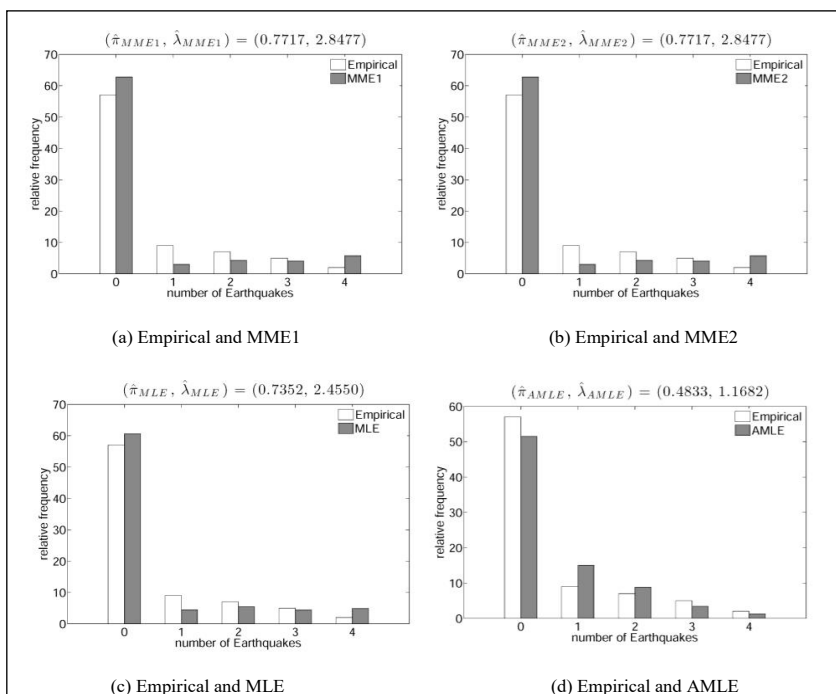 (π̂_MME1, λ̂_MME1) = (0.7717, 2.8477)
70
60
50
40
30
20
10
0
relative frequency
Empirical
MME1
0 1 2 3 4
number of Earthquakes
(a) Empirical and MME1
(π̂_MME2, λ̂_MME2) = (0.7717, 2.8477)
70
60
50
40
30
20
10
0
relative frequency
Empirical
MME2
0 1 2 3 4
number of Earthquakes
(b) Empirical and MME2
(π̂_MLE, λ̂_MLE) = (0.7352, 2.4550)
70
60
50
40
30
20
10
0
relative frequency
Empirical
MLE
0 1 2 3 4
number of Earthquakes
(c) Empirical and MLE
(π̂_AMLE, λ̂_AMLE) = (0.4833, 1.1682)
60
50
40
30
20
10
0
relative frequency
Empirical
AMLE
0 1 2 3 4
number of Earthquakes
(d) Empirical and AMLE